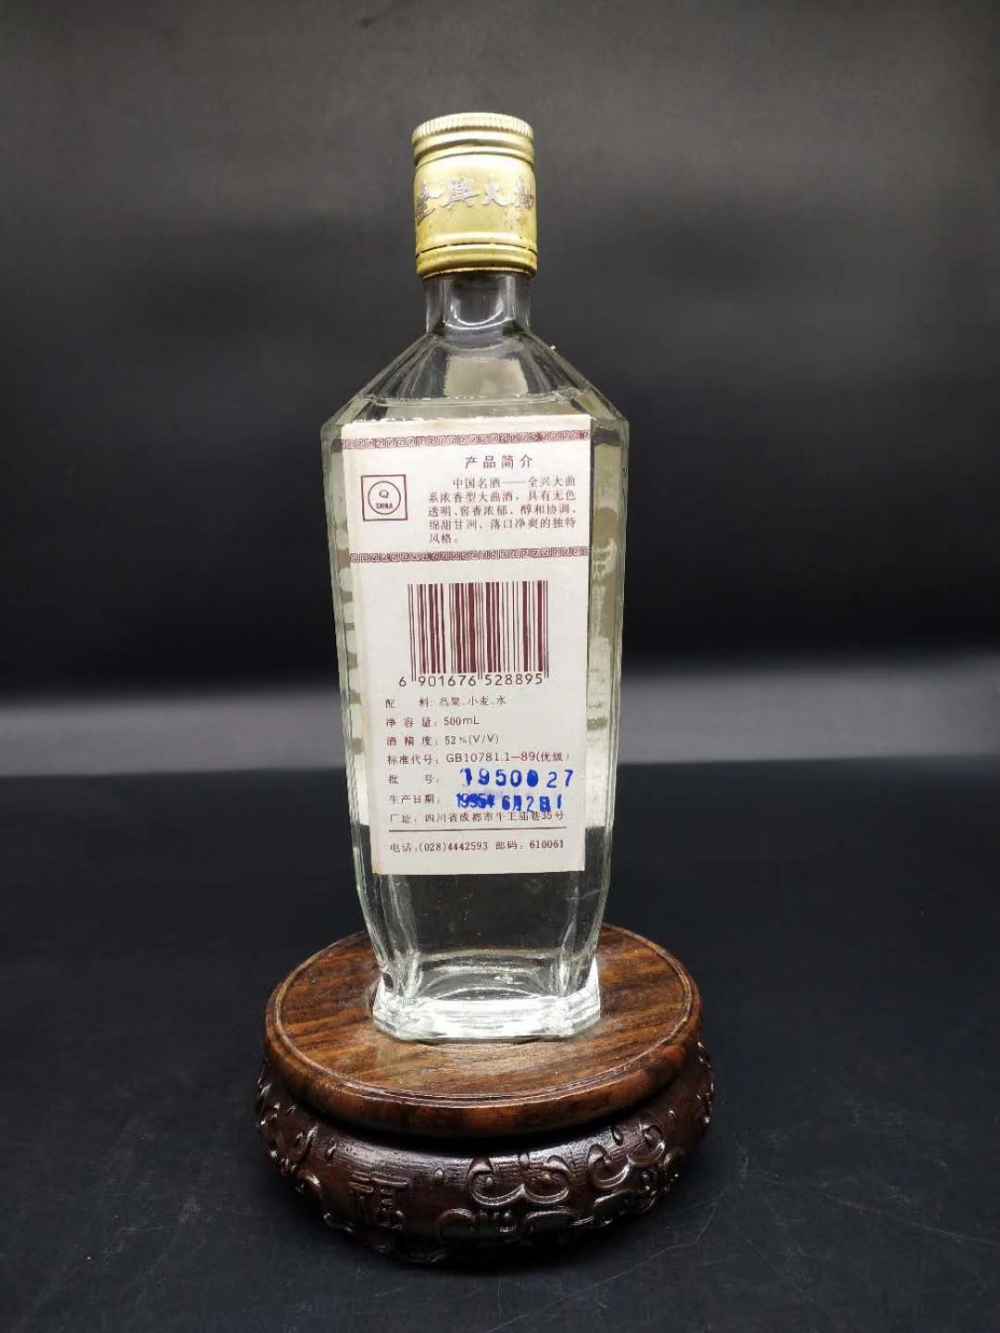 全兴大曲
产品简介
中国名酒——全兴大曲
系浓香型大曲酒，具有无色
透明、窖香浓郁、醇和协调、
绵甜甘冽、落口净爽的独特
风格。
Q
CHINA
6 901676 528895
配 料：高粱、小麦、水
净 容 量：500mL
酒 精 度：52%(V/V)
标准代号：GB10781.1—89(优级)
批 号：
生产日期：
厂址：四川省成都市牛王庙巷35号
电话：(028)4442593 邮码：610061
福